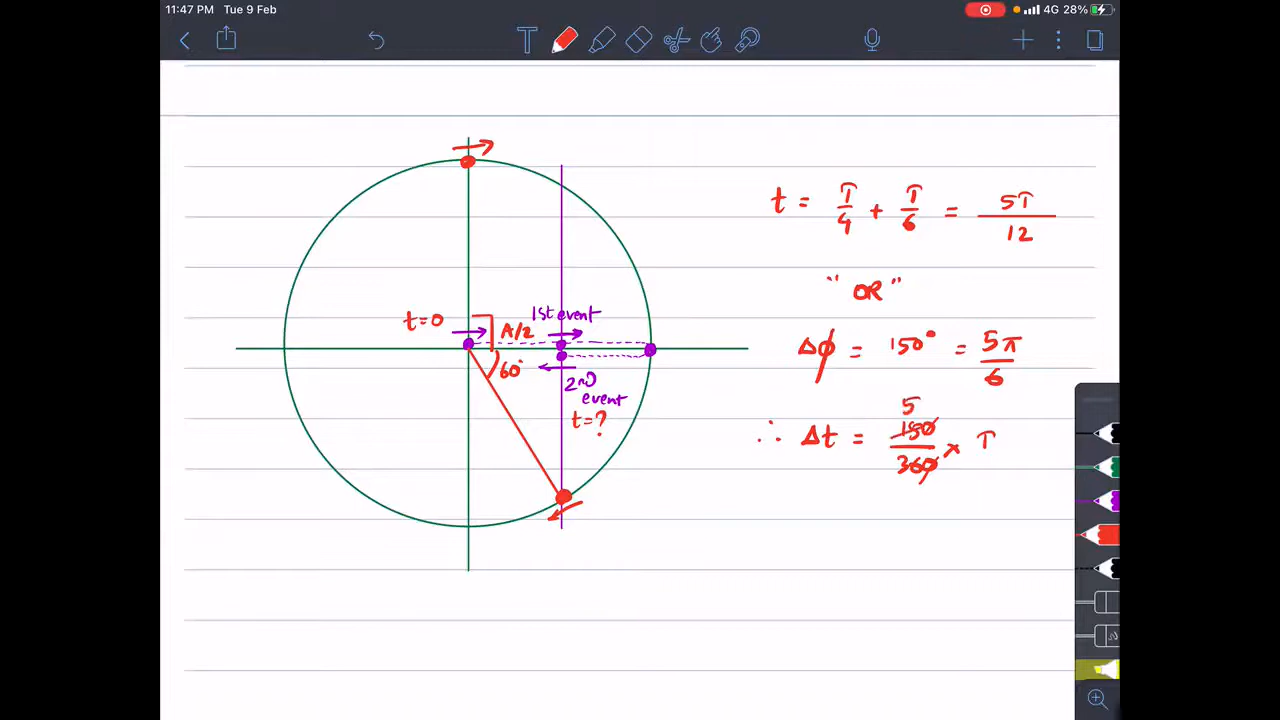 11:47 PM Tue 9 Feb
4G 28%
t=0
A/2
60°
1st event
2nd
event
t=?
t = T/4 + T/6 = 5T/12
"OR"
Δϕ = 150° = 5π/6
5
∴ Δt = 150/360 × T